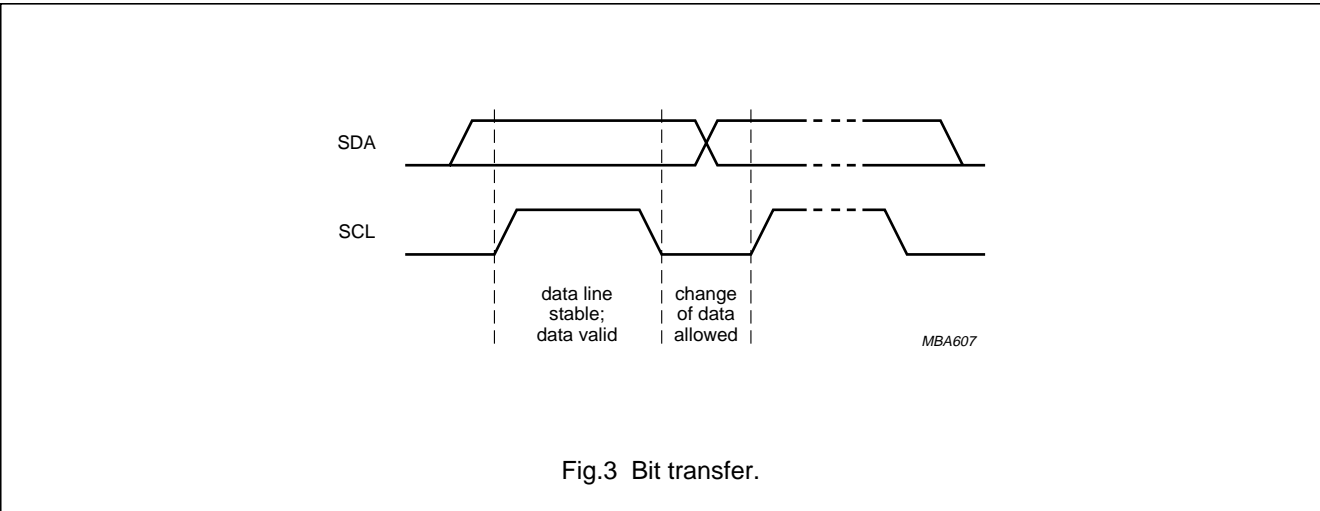 SDA
SCL
data line
stable;
data valid
change
of data
allowed
MBA607
Fig.3 Bit transfer.